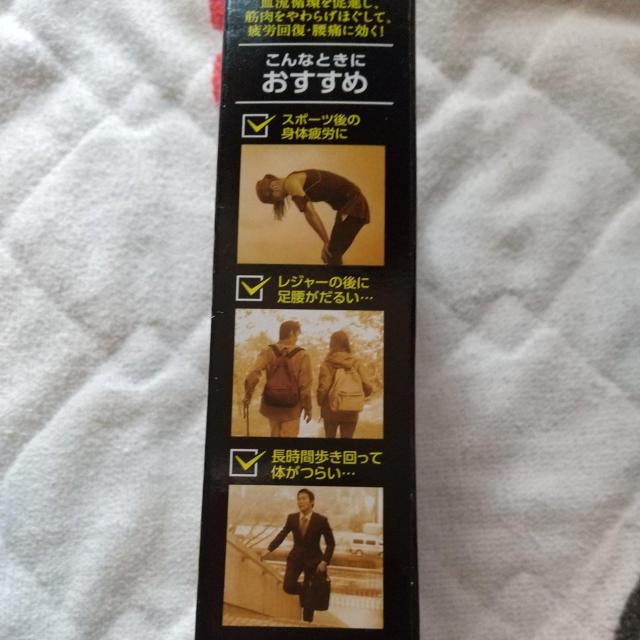 血流循環を促進し、
筋肉をやわらげほぐして、
疲労回復・腰痛に効く!
こんなときに
おすすめ
スポーツ後の
身体疲労に
レジャーの後に
足腰がだるい…
長時間歩き回って
体がつらい…